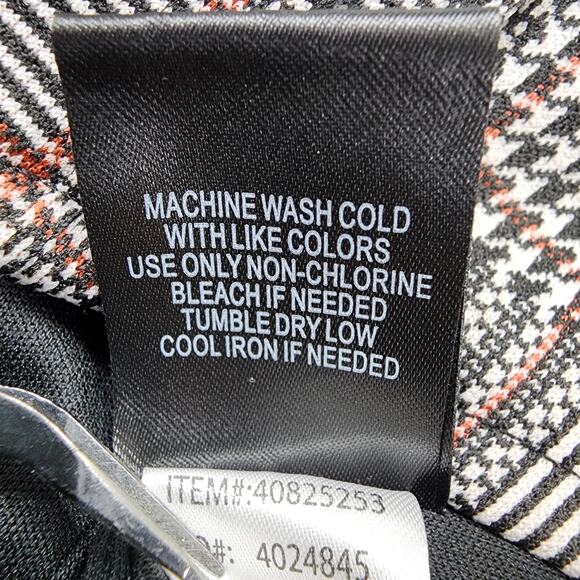 MACHINE WASH COLD
WITH LIKE COLORS
USE ONLY NON-CHLORINE
BLEACH IF NEEDED
TUMBLE DRY LOW
COOL IRON IF NEEDED
ITEM#:40825253
#: 4024845